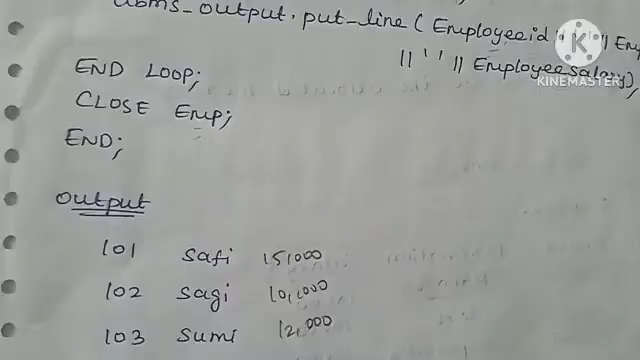 dbms_output.put_line(Employeeid || ' ' || Emp
|| ' ' || Employeesalary);
KINEMASTER
END LOOP;
CLOSE Emp;
END;
Output
101 safi 15,000
102 sagi 10,000
103 sumi 12,000